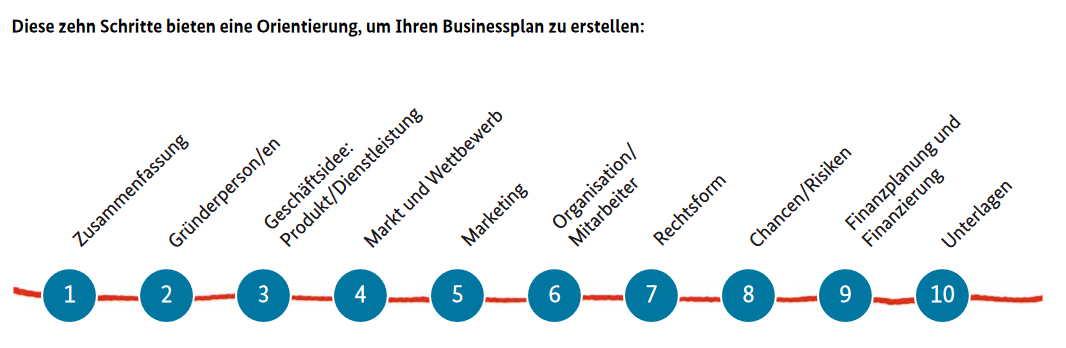 Diese zehn Schritte bieten eine Orientierung, um Ihren Businessplan zu erstellen:
Zusammenfassung
Gründerperson/en
Geschäftsidee:
Produkt/Dienstleistung
Markt und Wettbewerb
Marketing
Organisation/
Mitarbeiter
Rechtsform
Chancen/Risiken
Finanzplanung und
Finanzierung
Unterlagen
1 2 3 4 5 6 7 8 9 10